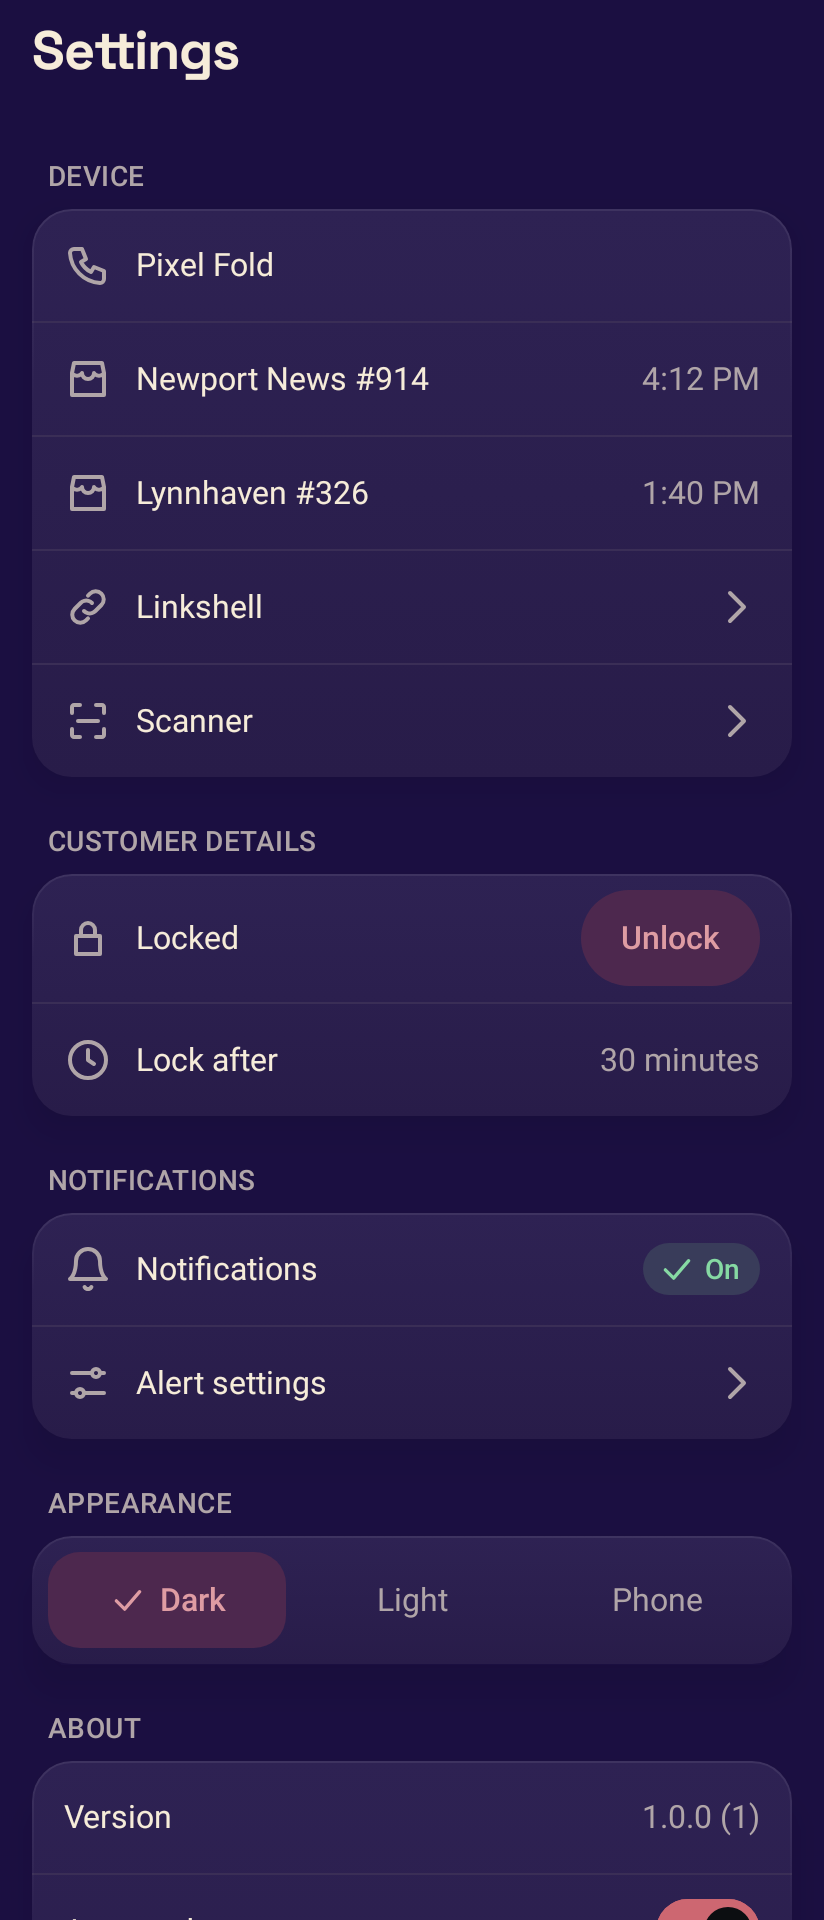 Settings
DEVICE
Pixel Fold
Newport News #914 4:12 PM
Lynnhaven #326 1:40 PM
Linkshell
Scanner
CUSTOMER DETAILS
Locked Unlock
Lock after 30 minutes
NOTIFICATIONS
Notifications On
Alert settings
APPEARANCE
Dark Light Phone
ABOUT
Version 1.0.0 (1)